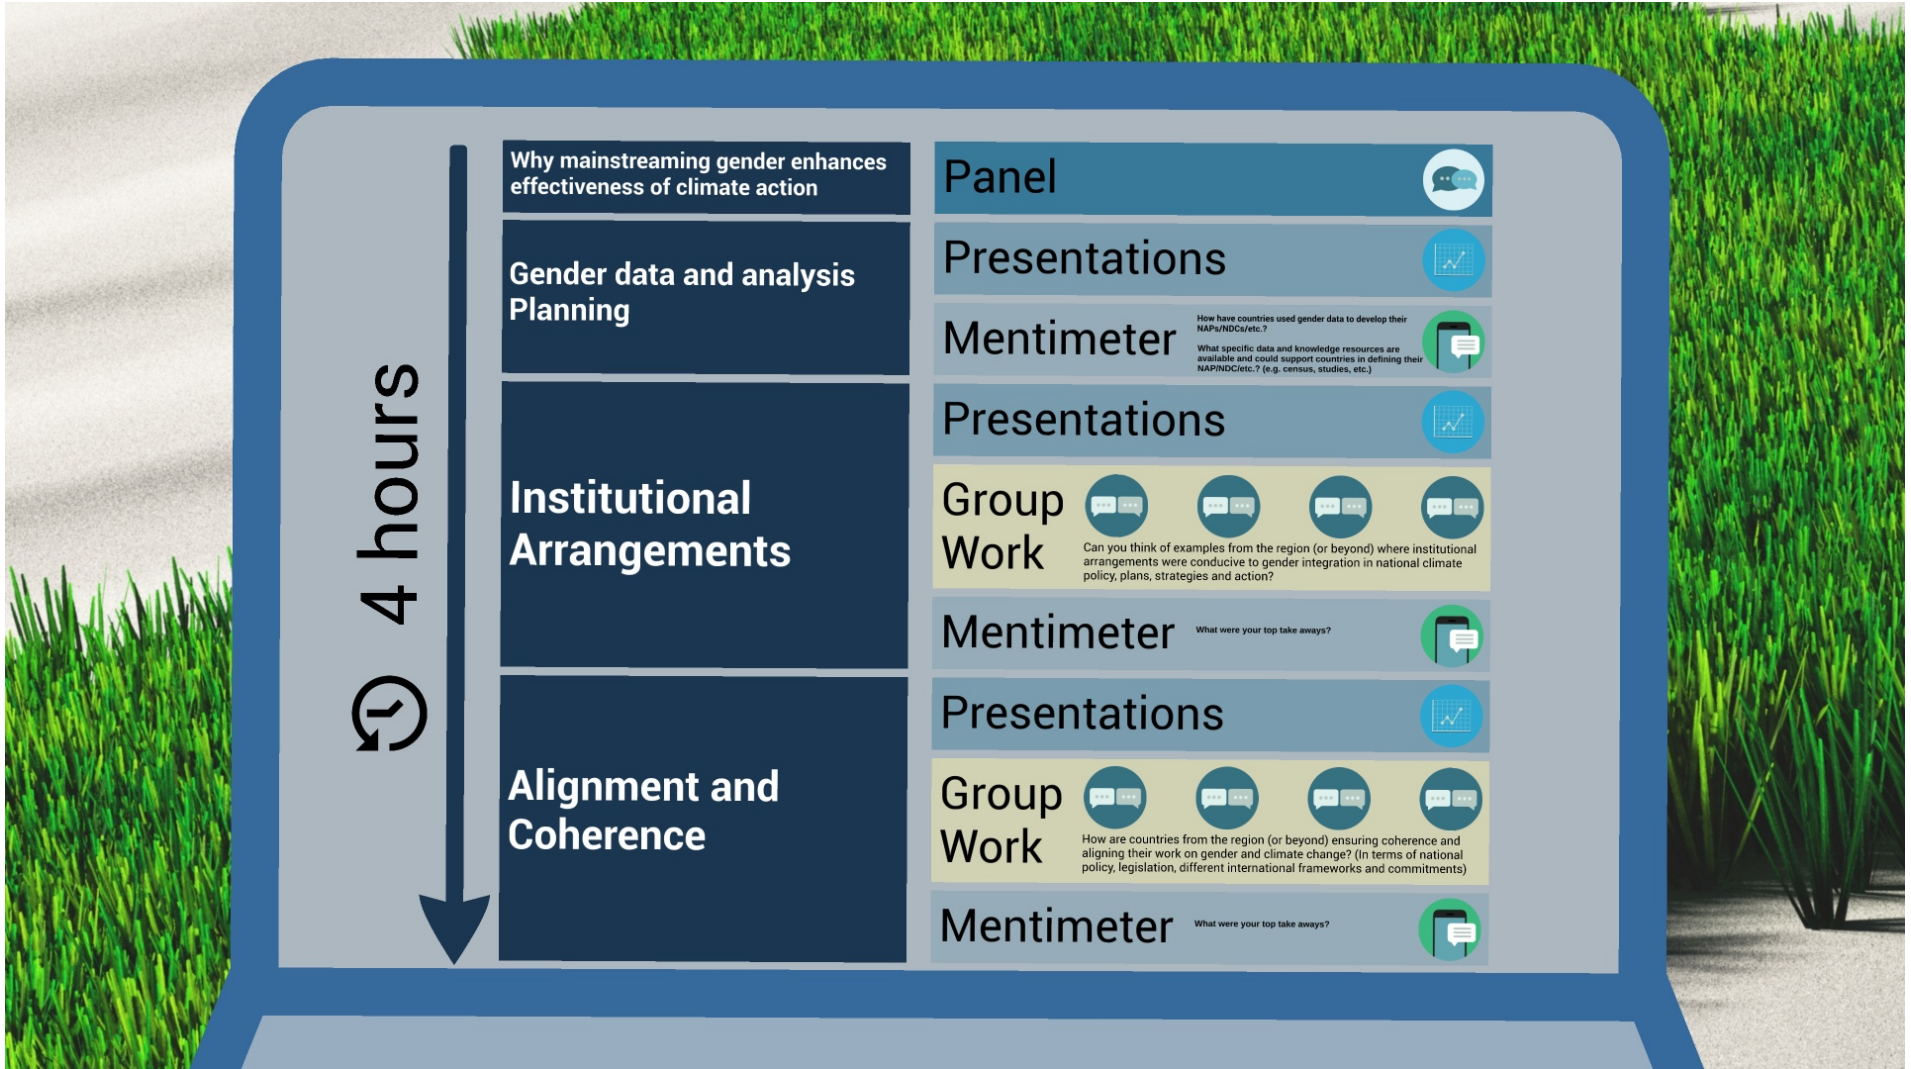 4 hours
Why mainstreaming gender enhances
effectiveness of climate action
Panel
Gender data and analysis
Planning
Presentations
Mentimeter
How have countries used gender data to develop their
NAPs/NDCs/etc.?
What specific data and knowledge resources are
available and could support countries in defining their
NAP/NDC/etc.? (e.g. census, studies, etc.)
Institutional
Arrangements
Presentations
Group
Work
Can you think of examples from the region (or beyond) where institutional
arrangements were conducive to gender integration in national climate
policy, plans, strategies and action?
Mentimeter
What were your top take aways?
Alignment and
Coherence
Presentations
Group
Work
How are countries from the region (or beyond) ensuring coherence and
aligning their work on gender and climate change? (In terms of national
policy, legislation, different international frameworks and commitments)
Mentimeter
What were your top take aways?